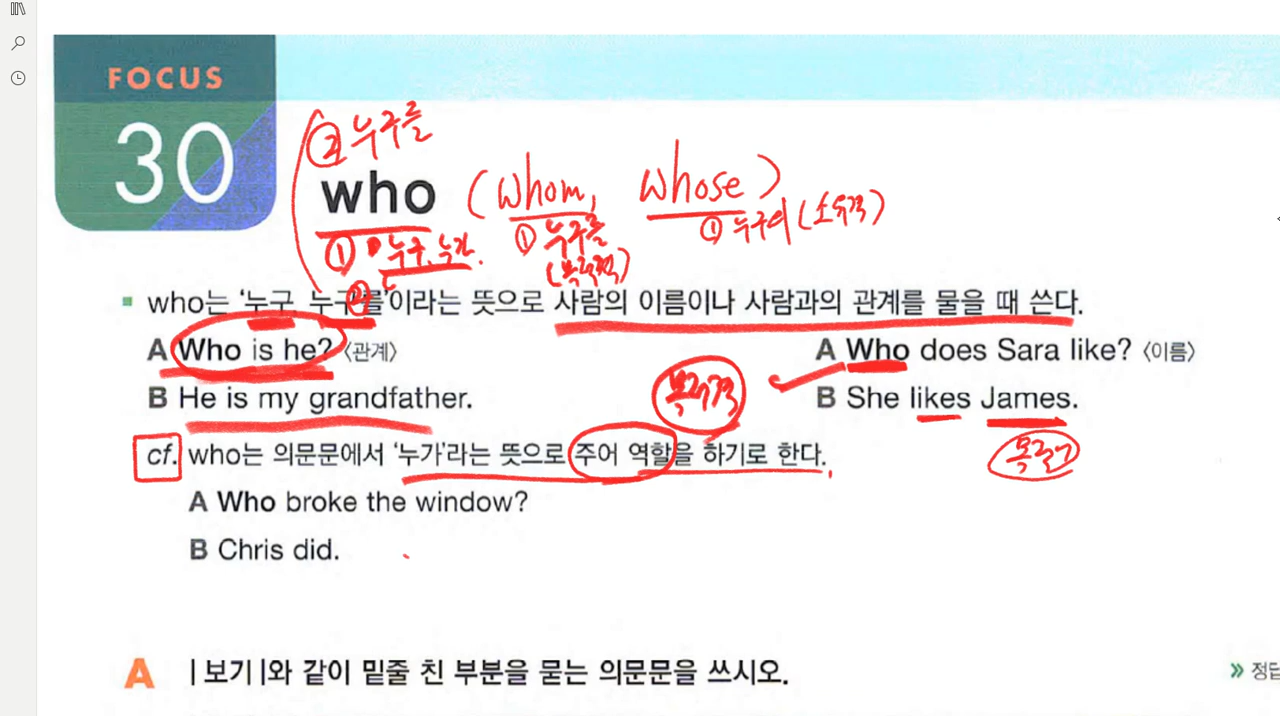 FOCUS
30
② 누구를
who (whom, whose)
① 누구, 누가. ① 누구를 ① 누구의 (소유격)
(목적격)
who는 '누구, 누구를'이라는 뜻으로 사람의 이름이나 사람과의 관계를 물을 때 쓴다.
A Who is he? 〈관계〉 A Who does Sara like? 〈이름〉
목적격
B He is my grandfather. B She likes James.
cf. who는 의문문에서 '누가'라는 뜻으로 주어 역할을 하기로 한다.
A Who broke the window?
B Chris did.
A |보기|와 같이 밑줄 친 부분을 묻는 의문문을 쓰시오.
» 정답